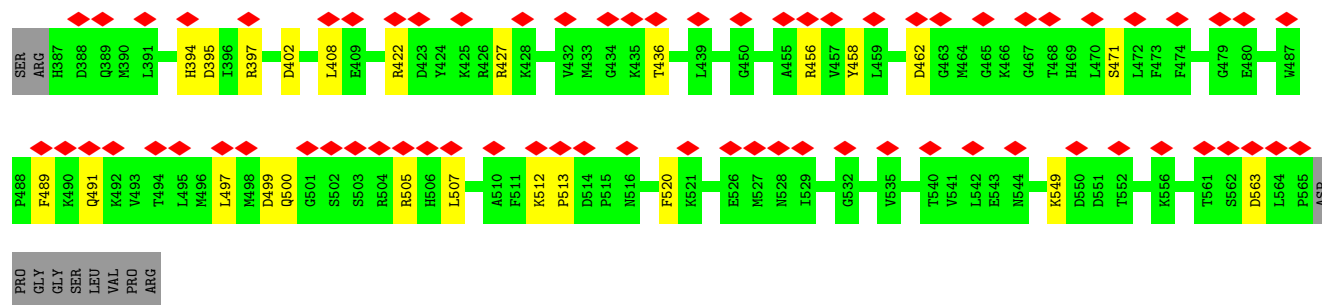 SER ARG H387 D388 Q389 M390 L391 H394 D395 I396 R397 D402 L408 E409 R422 D423 Y424 K425 R426 R427 K428 V432 M433 G434 K435 T436 L439 G450 A455 R456 V457 Y458 L459 D462 G463 M464 G465 K466 G467 T468 H469 L470 S471 L472 F473 F474 G479 E480 W487
P488 F489 K490 Q491 K492 V493 T494 L495 M496 L497 M498 D499 Q500 G501 S502 S503 R504 R505 H506 L507 A510 F511 K512 P513 D514 P515 N516 F520 K521 E526 M527 N528 I529 G532 V535 T540 V541 L542 E543 N544 K549 D550 D551 T552 K556 T561 S562 D563 L564 P565 ASP
PRO GLY GLY SER LEU VAL PRO ARG